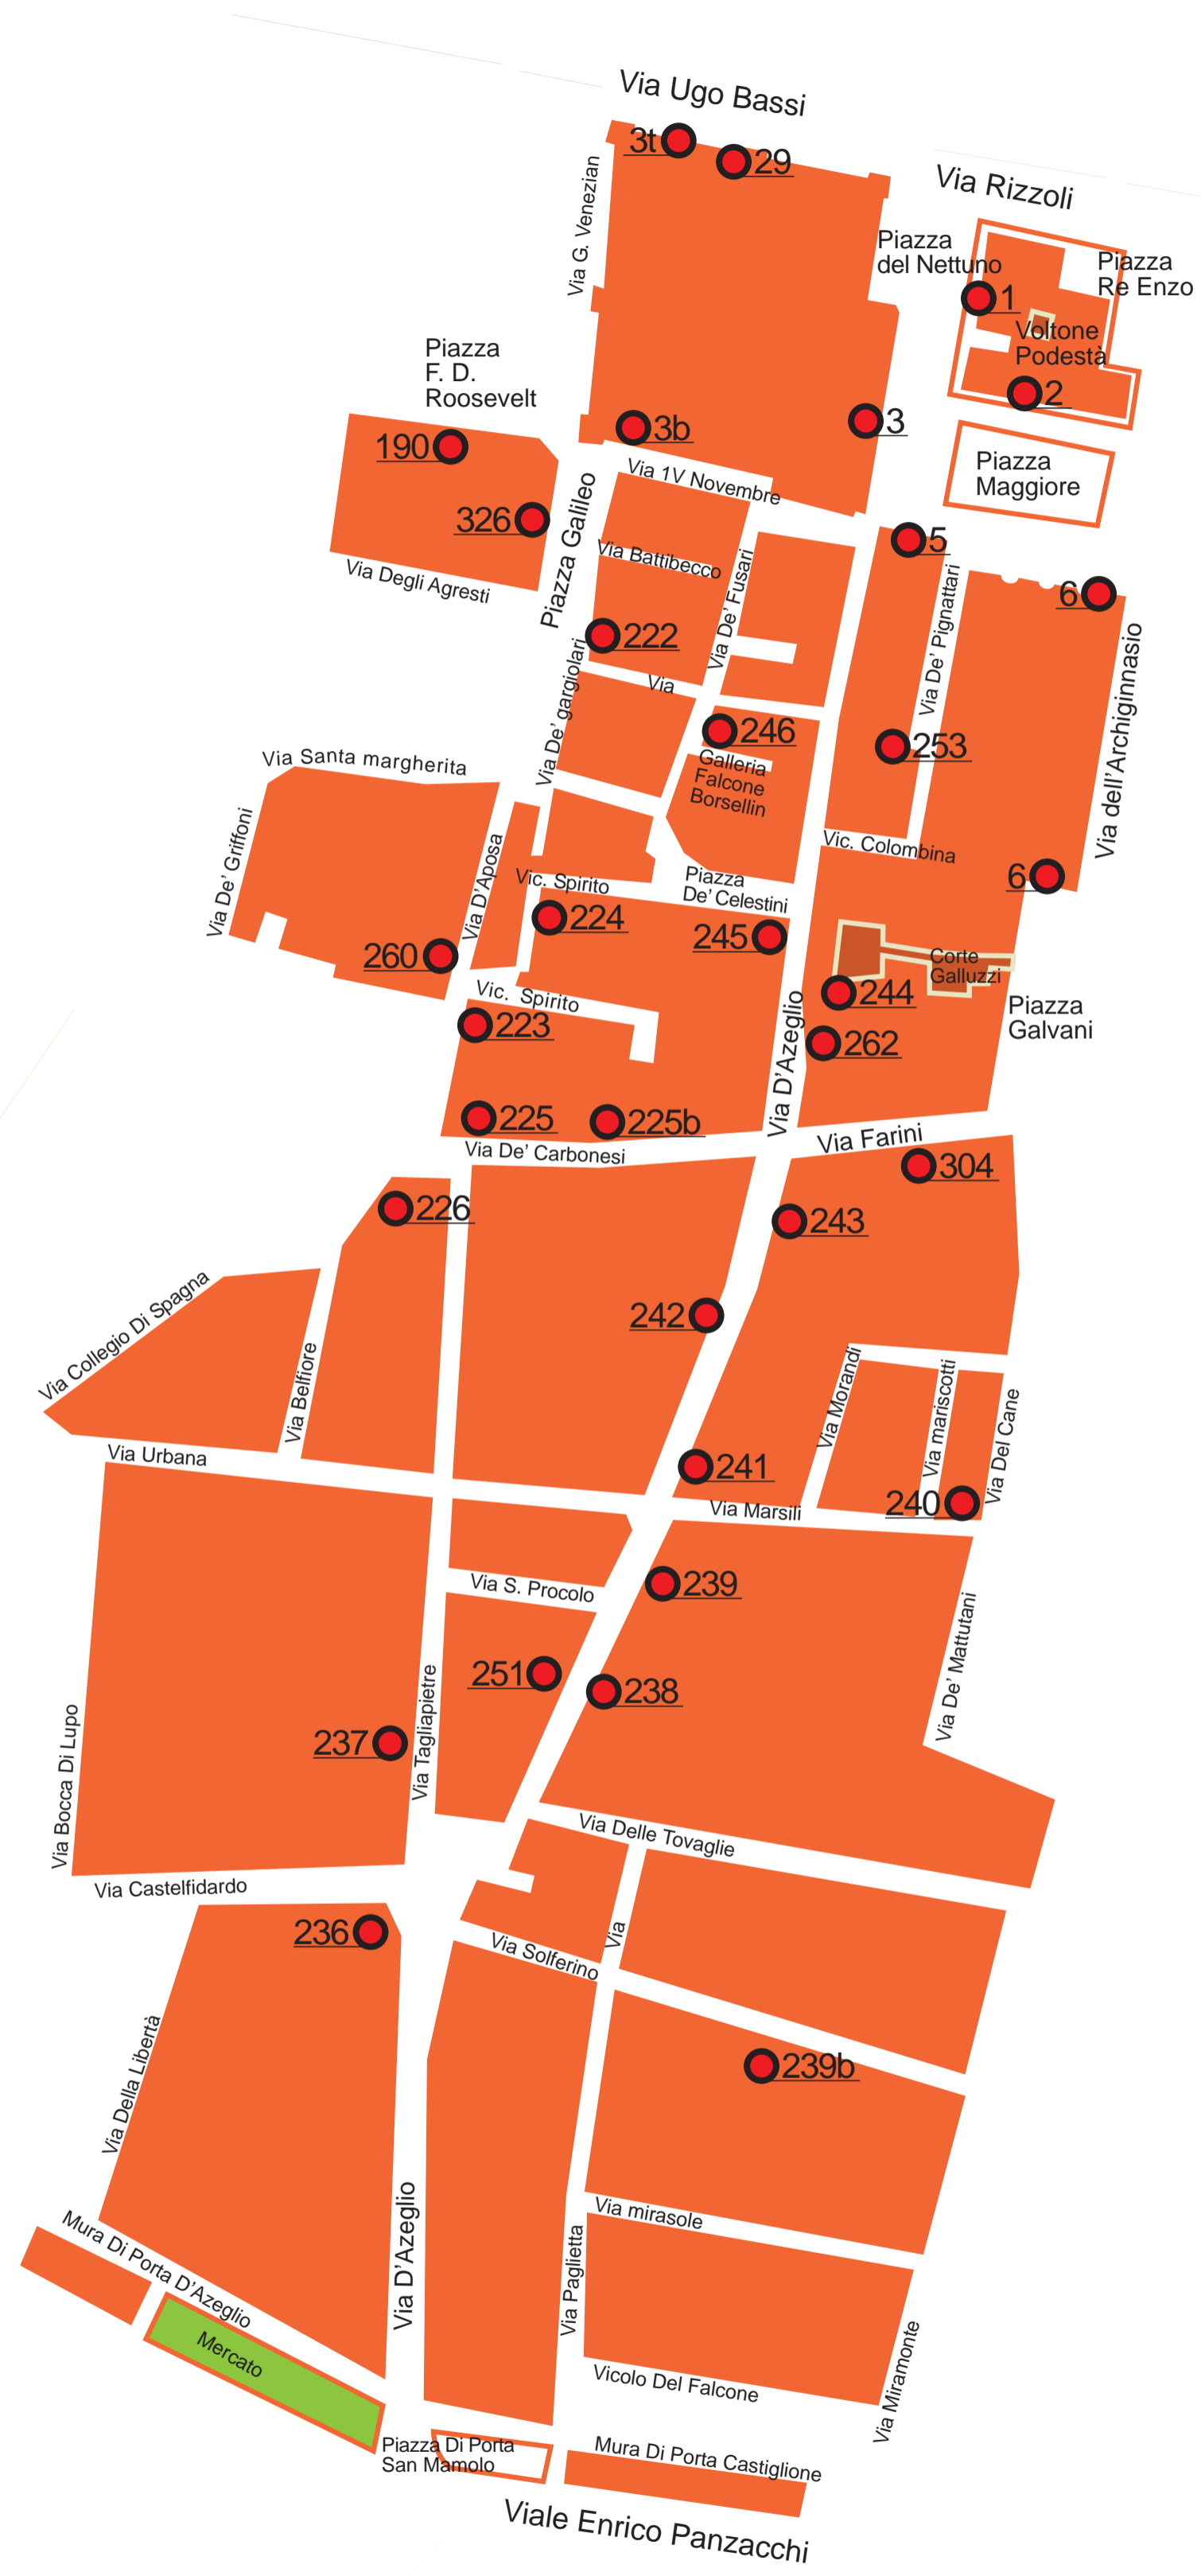 Via Ugo Bassi
3t
29
Via Rizzoli
Via G. Venezian
Piazza
del Nettuno
Piazza
Re Enzo
1
Voltone
Podestà
Piazza
F. D.
Roosevelt
2
3b
3
190
Via 1V Novembre
Piazza
Maggiore
326
Piazza Galileo
5
Via Battibecco
Via De' Fusari
Via Degli Agresti
Via De' Pignattari
6
222
Via dell'Archiginnasio
Via De' gargiolari
Via
246
253
Galleria
Falcone
Borsellin
Via Santa margherita
Via De' Griffoni
Via D'Aposa
Vic. Colombina
Vic. Spirito
Piazza
De' Celestini
6
224
245
260
Corte
Galluzzi
Vic. Spirito
244
Piazza
Galvani
223
262
Via D'Azeglio
225
225b
Via De' Carbonesi
Via Farini
304
226
243
Via Collegio Di Spagna
242
Via Belfiore
Via Morandi
Via mariscotti
Via Del Cane
Via Urbana
241
240
Via Marsili
239
Via S. Procolo
Via De' Mattutani
251
238
Via Bocca Di Lupo
237
Via Tagliapietre
Via Delle Tovaglie
Via Castelfidardo
236
Via
Via Solferino
Via Della Libertà
239b
Via mirasole
Mura Di Porta D'Azeglio
Via D'Azeglio
Via Paglietta
Mercato
Vicolo Del Falcone
Via Miramonte
Piazza Di Porta
San Mamolo
Mura Di Porta Castiglione
Viale Enrico Panzacchi